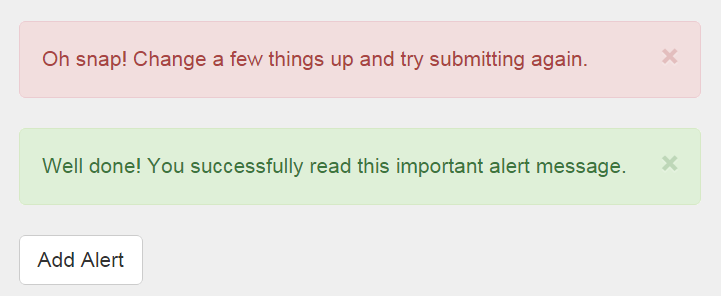 Oh snap! Change a few things up and try submitting again. ×
Well done! You successfully read this important alert message. ×
Add Alert